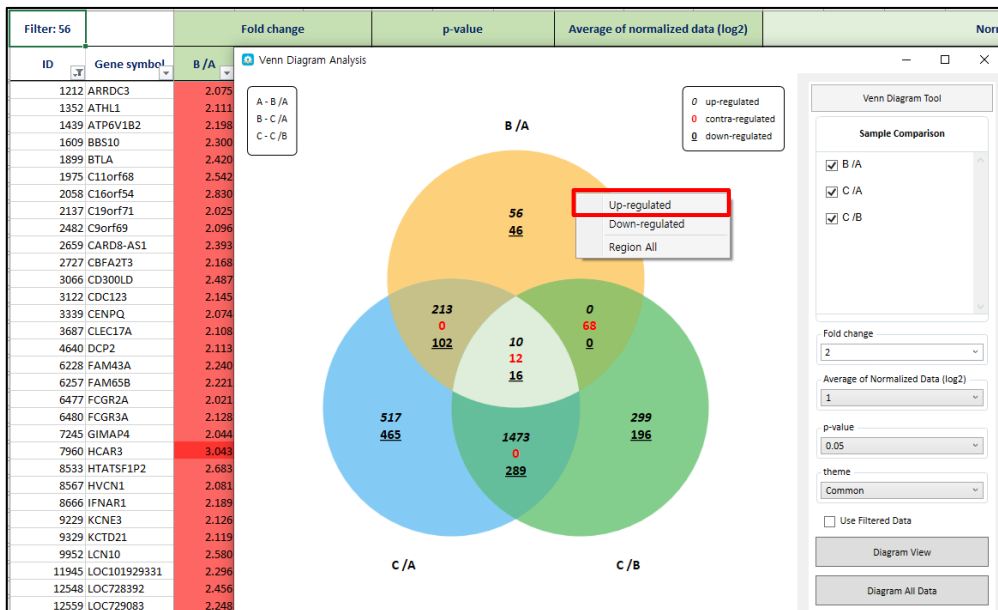 Filter: 56
Fold change
p-value
Average of normalized data (log2)
Nor
ID
Gene symbol
B /A
1212 ARRDC3 2.075
1352 ATHL1 2.111
1439 ATP6V1B2 2.198
1609 BBS10 2.300
1899 BTLA 2.420
1975 C11orf68 2.542
2058 C16orf54 2.830
2137 C19orf71 2.025
2482 C9orf69 2.096
2659 CARD8-AS1 2.393
2727 CBFA2T3 2.168
3066 CD300LD 2.487
3122 CDC123 2.145
3339 CENPQ 2.074
3687 CLEC17A 2.108
4640 DCP2 2.113
6228 FAM43A 2.240
6257 FAM65B 2.221
6477 FCGR2A 2.021
6480 FCGR3A 2.128
7245 GIMAP4 2.044
7960 HCAR3 3.043
8533 HTATSF1P2 2.683
8567 HVCN1 2.081
8666 IFNAR1 2.189
9229 KCNE3 2.126
9329 KCTD21 2.119
9952 LCN10 2.580
11945 LOC101929331 2.296
12548 LOC728392 2.456
12559 LOC729083 2.248
Venn Diagram Analysis
A - B /A
B - C /A
C - C /B
0 up-regulated
0 contra-regulated
0 down-regulated
B /A
56
46
Up-regulated
Down-regulated
Region All
213
0
102
0
68
0
10
12
16
517
465
1473
0
289
299
196
C /A
C /B
Venn Diagram Tool
Sample Comparison
B /A
C /A
C /B
Fold change
2
Average of Normalized Data (log2)
1
p-value
0.05
theme
Common
Use Filtered Data
Diagram View
Diagram All Data